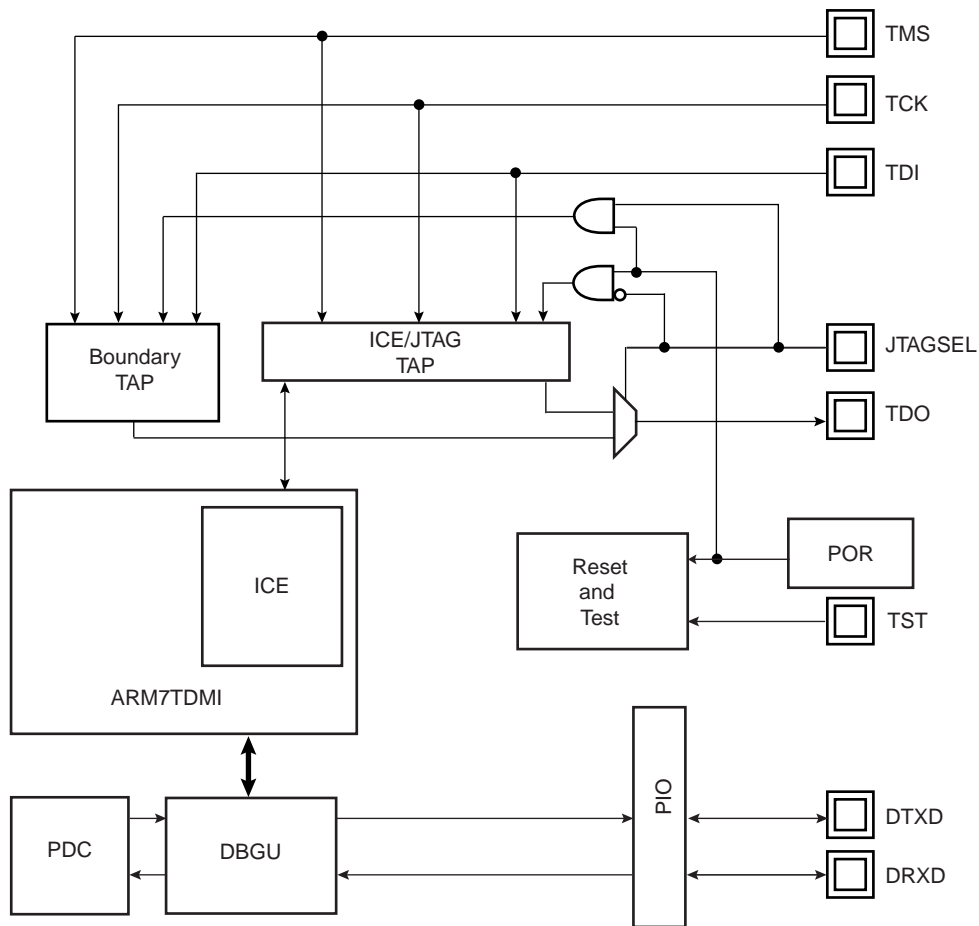 TMS
TCK
TDI
Boundary
TAP
ICE/JTAG
TAP
JTAGSEL
TDO
ICE
ARM7TDMI
Reset
and
Test
POR
TST
PDC
DBGU
PIO
DTXD
DRXD